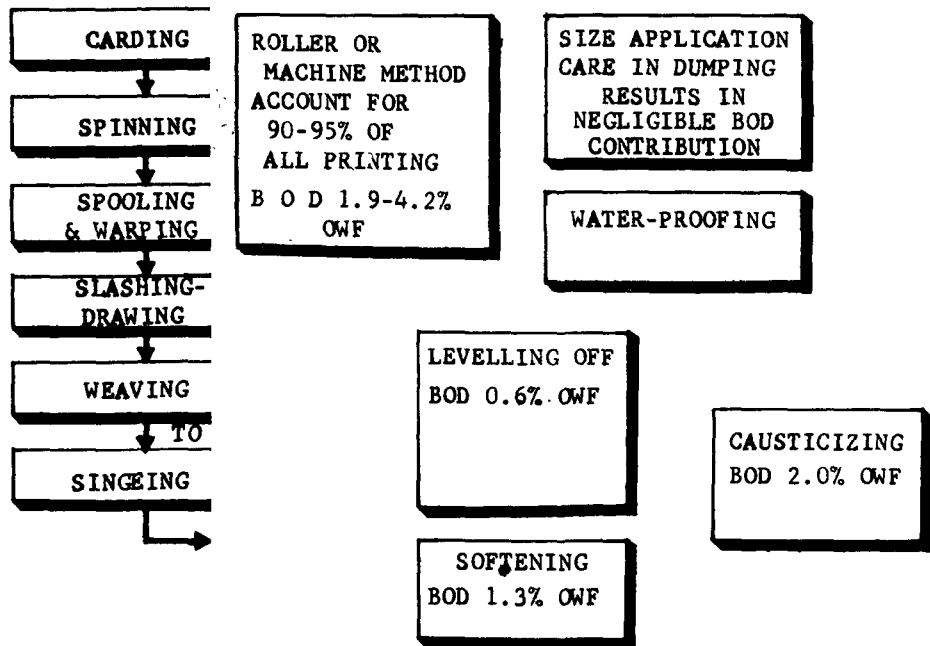 CARDING
SPINNING
SPOOLING
& WARPING
SLASHING-
DRAWING
WEAVING
TO
SINGEING
ROLLER OR
MACHINE METHOD
ACCOUNT FOR
90-95% OF
ALL PRINTING
B O D 1.9-4.2%
OWF
SIZE APPLICATION
CARE IN DUMPING
RESULTS IN
NEGLIGIBLE BOD
CONTRIBUTION
WATER-PROOFING
LEVELLING OFF
BOD 0.6% OWF
CAUSTICIZING
BOD 2.0% OWF
SOFTENING
BOD 1.3% OWF